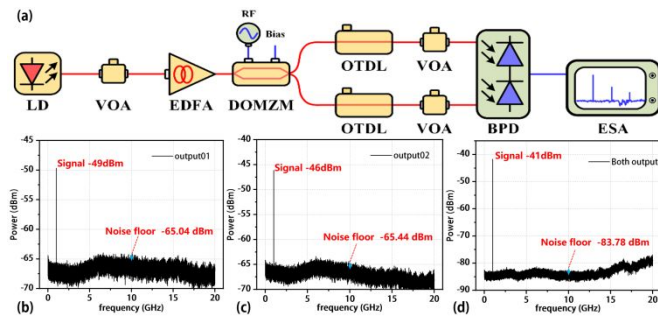 (a)
RF
Bias
LD
VOA
EDFA
DOMZM
OTDL
VOA
OTDL
VOA
BPD
ESA
-45
-50
-55
-60
-65
-70
Power (dBm)
Signal -49dBm
output01
Noise floor -65.04 dBm
(b)
0 5 10 15 20
frequency (GHz)
-40
-45
-50
-55
-60
-65
-70
Power (dBm)
Signal -46dBm
output02
Noise floor -65.44 dBm
(c)
0 5 10 15 20
frequency (GHz)
-40
-50
-60
-70
-80
-90
Power (dBm)
Signal -41dBm
Both output
Noise floor -83.78 dBm
(d)
0 5 10 15 20
frequency (GHz)